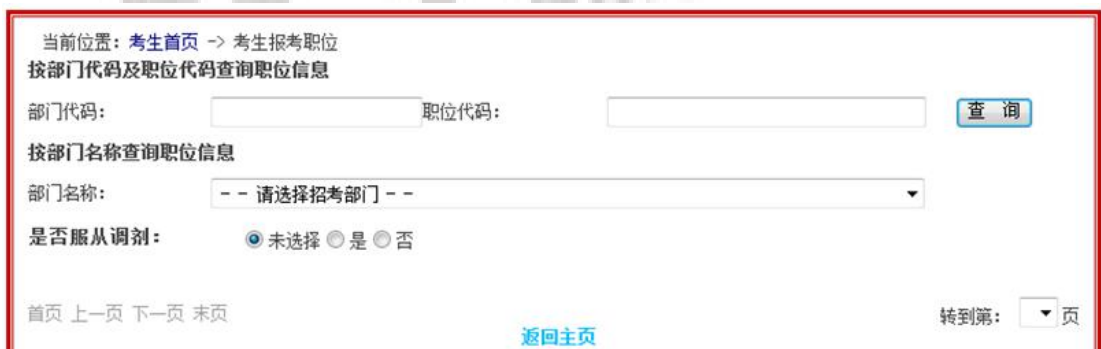 当前位置：考生首页 -> 考生报考职位
按部门代码及职位代码查询职位信息
部门代码： 职位代码： 查 询
按部门名称查询职位信息
部门名称： - - 请选择招考部门 - -
是否服从调剂： 未选择 是 否
首页 上一页 下一页 末页 转到第： 页
返回主页